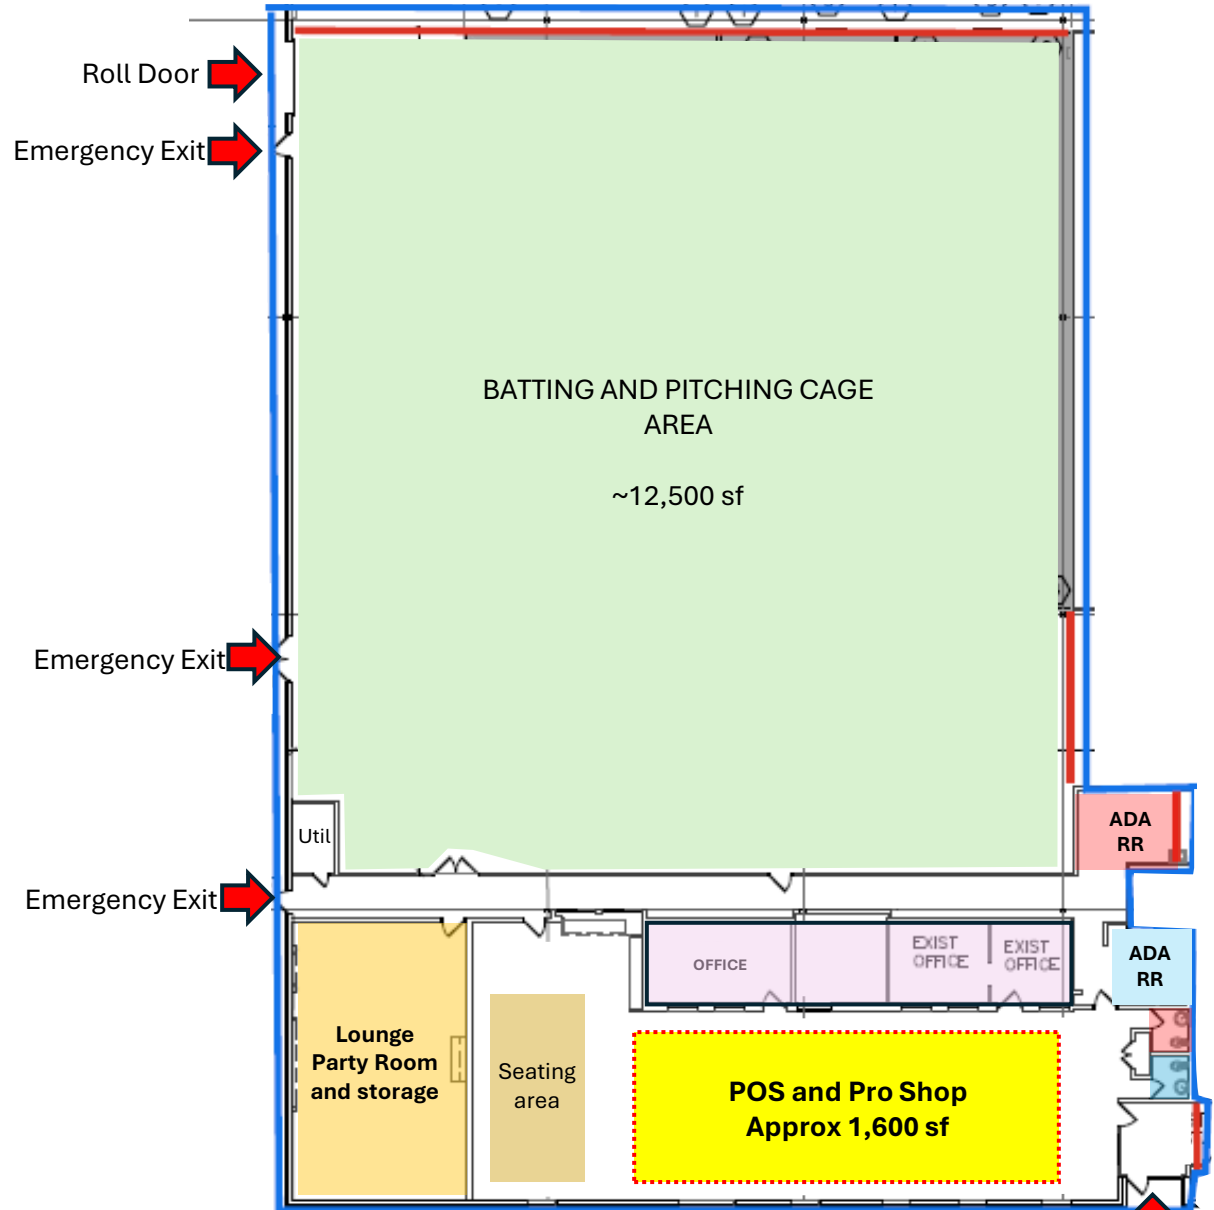 Roll Door
Emergency Exit
BATTING AND PITCHING CAGE
AREA
~12,500 sf
Emergency Exit
Util
ADA
RR
Emergency Exit
OFFICE
EXIST
OFFICE
EXIST
OFFICE
ADA
RR
Lounge
Party Room
and storage
Seating
area
POS and Pro Shop
Approx 1,600 sf